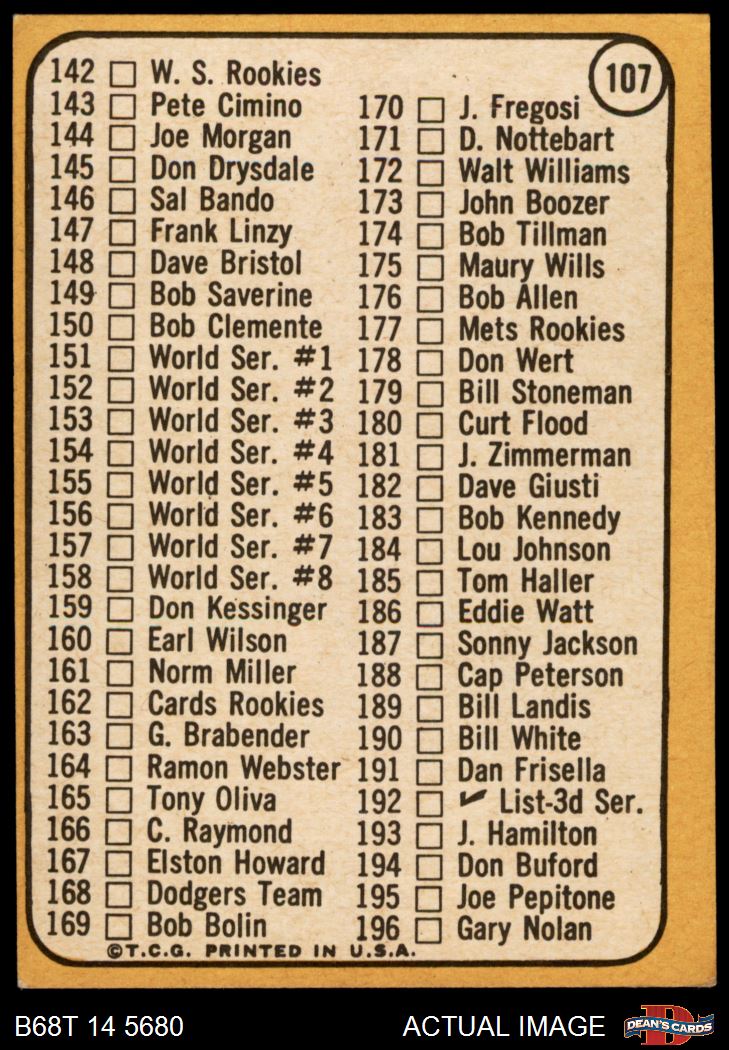 107
142 □ W. S. Rookies
143 □ Pete Cimino
144 □ Joe Morgan
145 □ Don Drysdale
146 □ Sal Bando
147 □ Frank Linzy
148 □ Dave Bristol
149 □ Bob Saverine
150 □ Bob Clemente
151 □ World Ser. #1
152 □ World Ser. #2
153 □ World Ser. #3
154 □ World Ser. #4
155 □ World Ser. #5
156 □ World Ser. #6
157 □ World Ser. #7
158 □ World Ser. #8
159 □ Don Kessinger
160 □ Earl Wilson
161 □ Norm Miller
162 □ Cards Rookies
163 □ G. Brabender
164 □ Ramon Webster
165 □ Tony Oliva
166 □ C. Raymond
167 □ Elston Howard
168 □ Dodgers Team
169 □ Bob Bolin
170 □ J. Fregosi
171 □ D. Nottebart
172 □ Walt Williams
173 □ John Boozer
174 □ Bob Tillman
175 □ Maury Wills
176 □ Bob Allen
177 □ Mets Rookies
178 □ Don Wert
179 □ Bill Stoneman
180 □ Curt Flood
181 □ J. Zimmerman
182 □ Dave Giusti
183 □ Bob Kennedy
184 □ Lou Johnson
185 □ Tom Haller
186 □ Eddie Watt
187 □ Sonny Jackson
188 □ Cap Peterson
189 □ Bill Landis
190 □ Bill White
191 □ Dan Frisella
192 □ ✓ List-3d Ser.
193 □ J. Hamilton
194 □ Don Buford
195 □ Joe Pepitone
196 □ Gary Nolan
©T.C.G. PRINTED IN U.S.A.
B68T 14 5680
ACTUAL IMAGE
D
DEAN'S CARDS